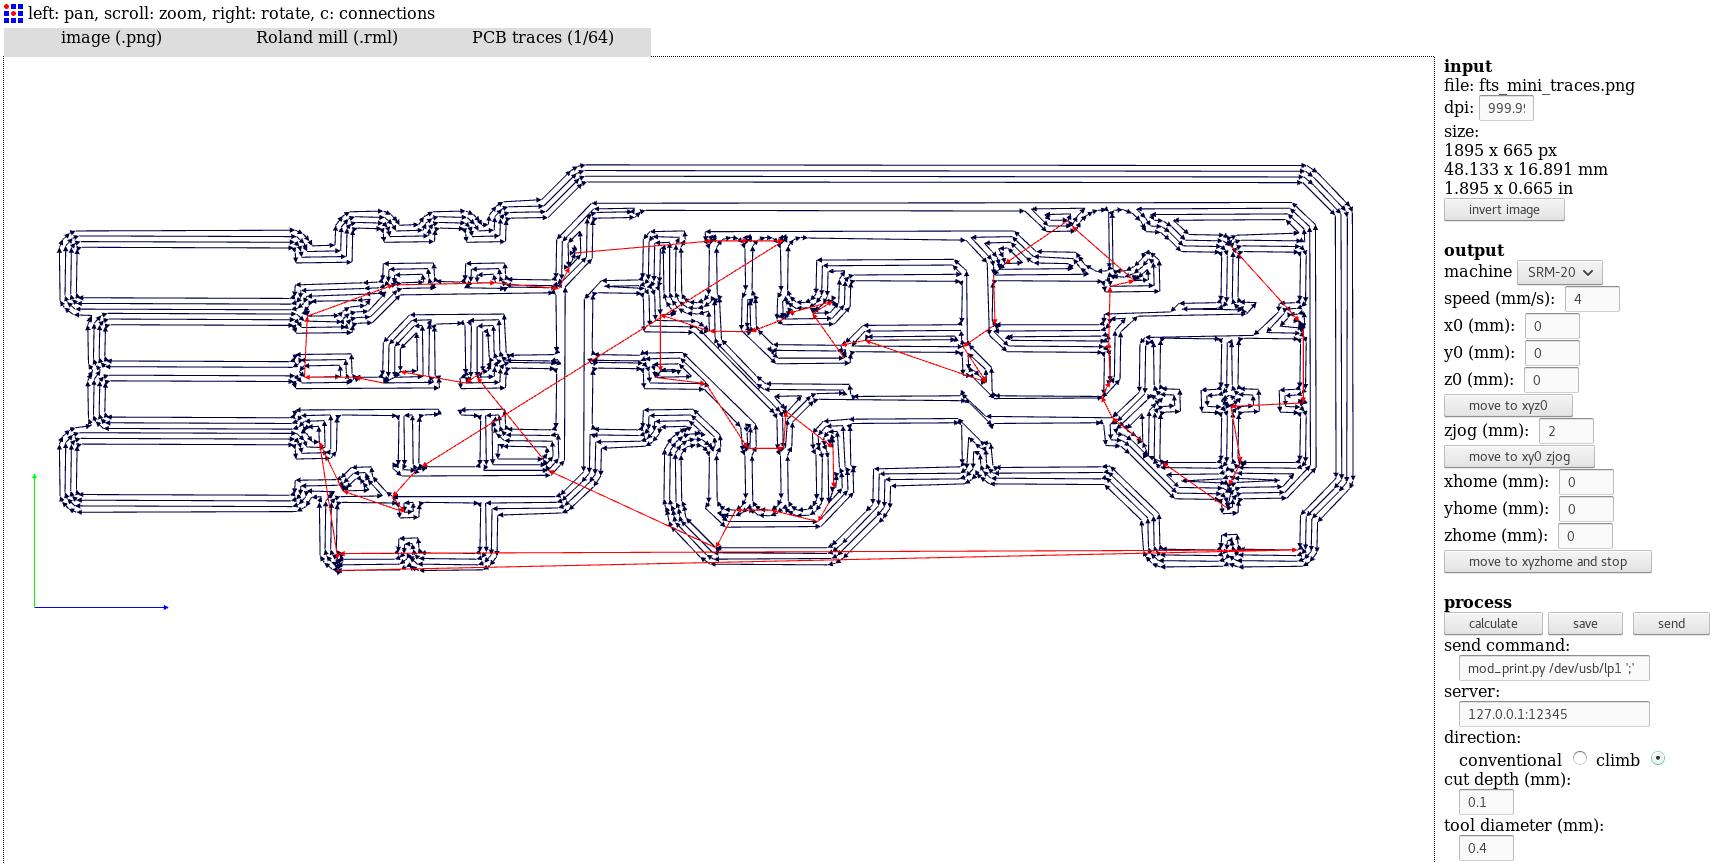 left: pan, scroll: zoom, right: rotate, c: connections
image (.png) Roland mill (.rml) PCB traces (1/64)
input
file: fts_mini_traces.png
dpi: 999.9
size:
1895 x 665 px
48.133 x 16.891 mm
1.895 x 0.665 in
invert image
output
machine SRM-20
speed (mm/s): 4
x0 (mm): 0
y0 (mm): 0
z0 (mm): 0
move to xyz0
zjog (mm): 2
move to xy0 zjog
xhome (mm): 0
yhome (mm): 0
zhome (mm): 0
move to xyzhome and stop
process
calculate save send
send command:
mod_print.py /dev/usb/lp1 ';'
server:
127.0.0.1:12345
direction:
conventional climb
cut depth (mm):
0.1
tool diameter (mm):
0.4